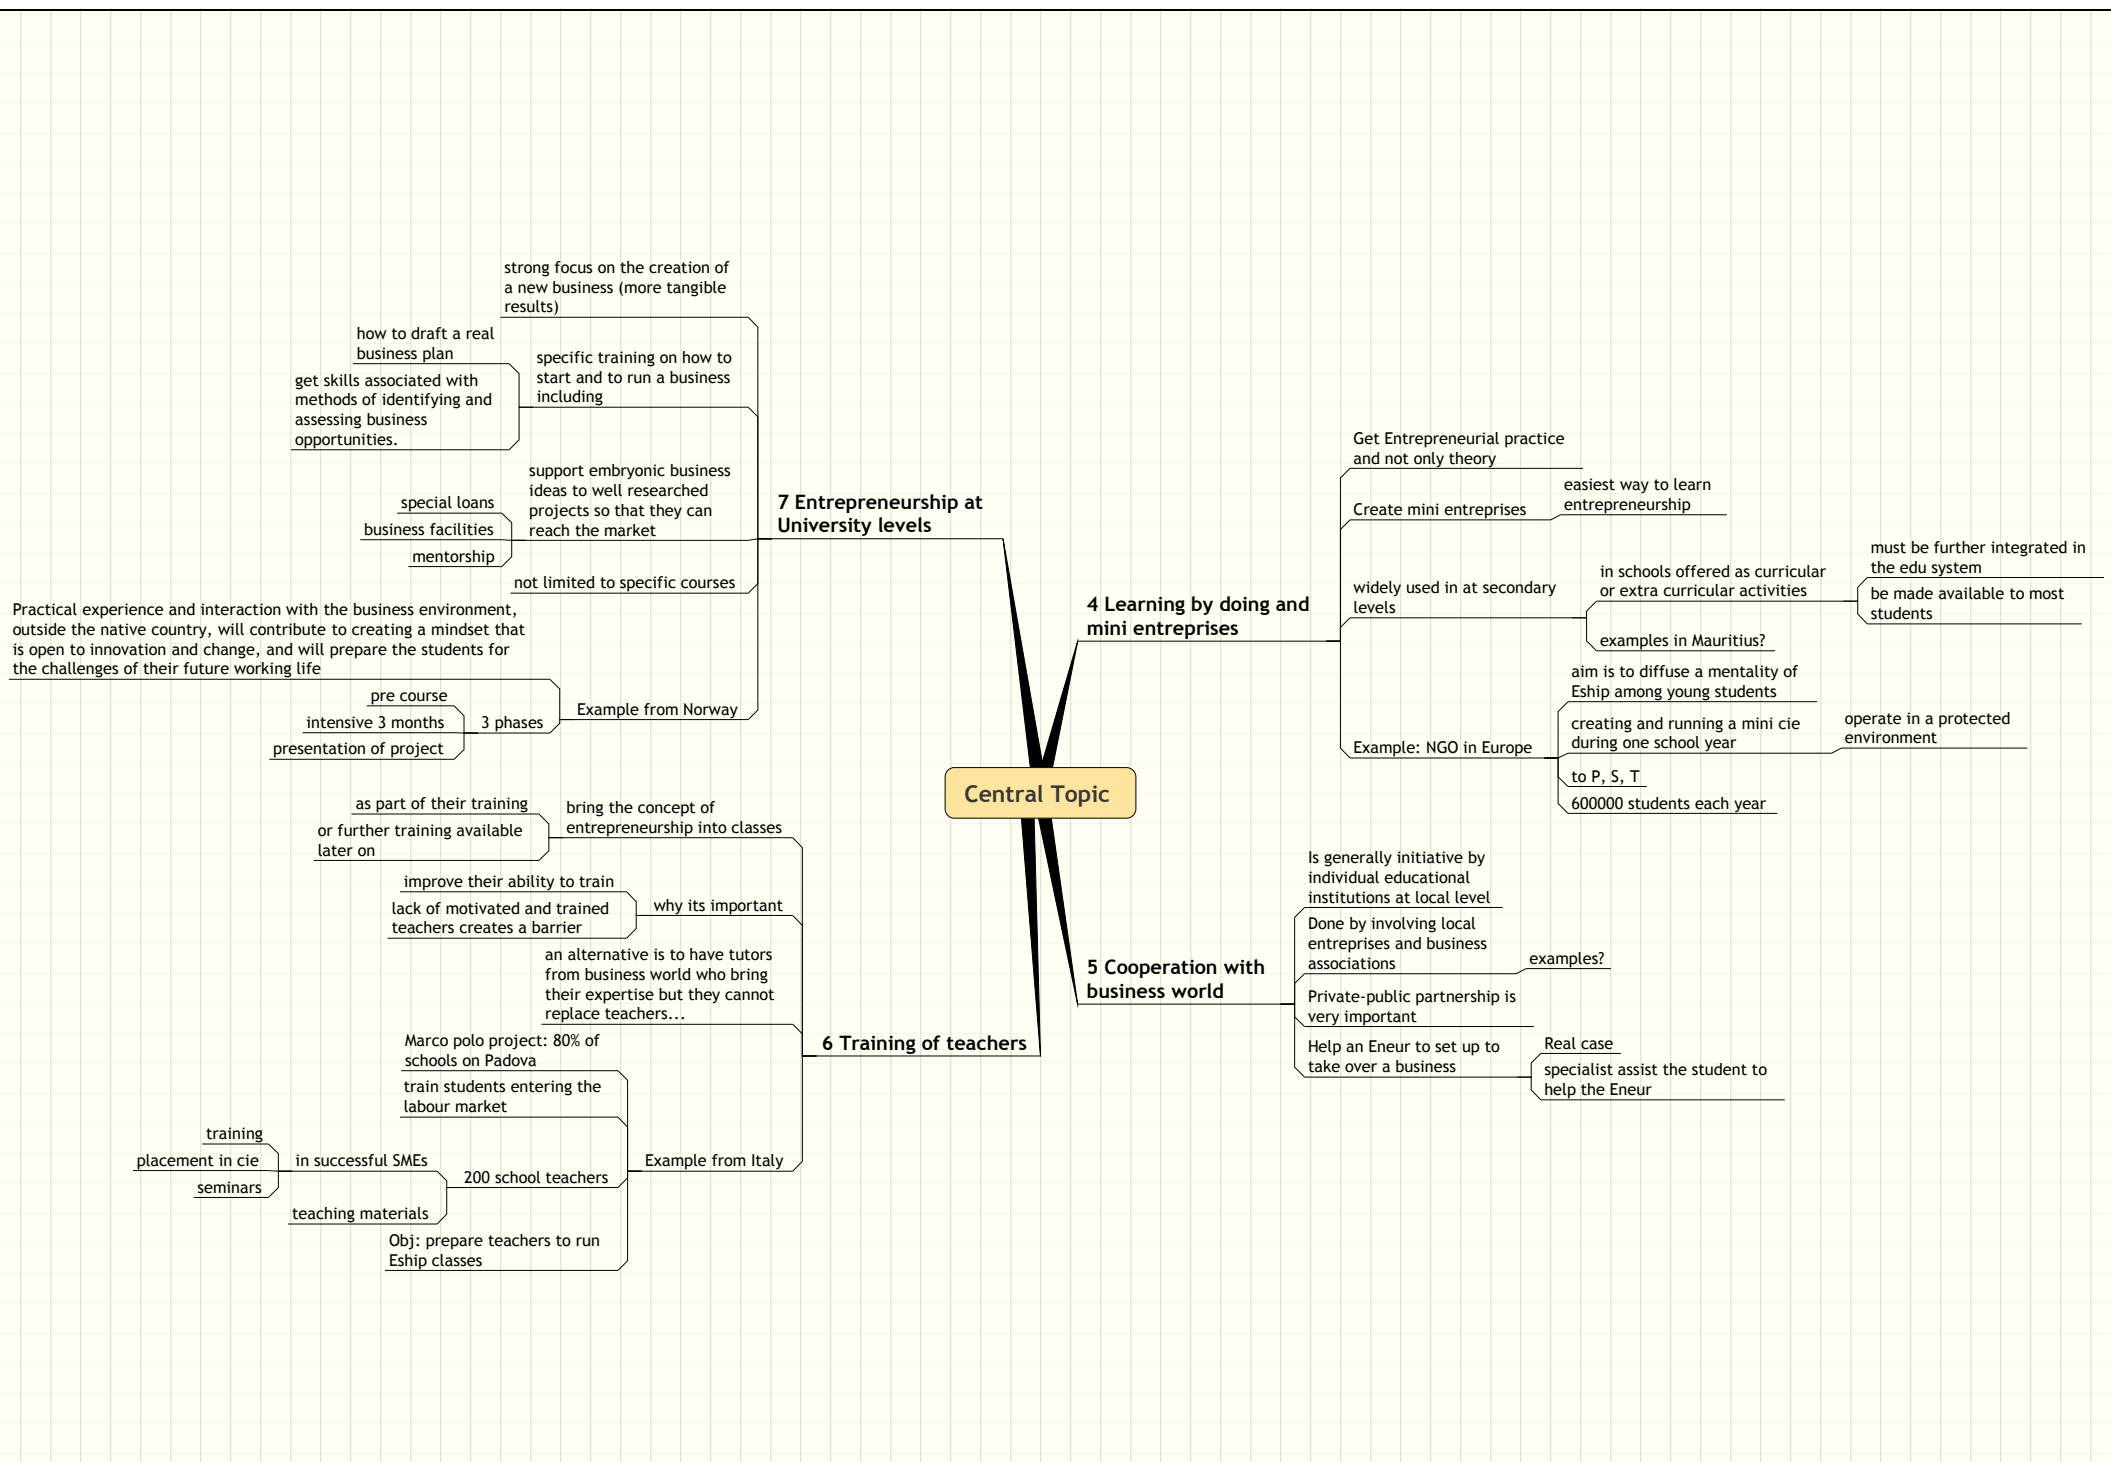 Central Topic
4 Learning by doing and
mini entreprises
Get Entrepreneurial practice
and not only theory
Create mini entreprises
easiest way to learn
entrepreneurship
widely used in at secondary
levels
in schools offered as curricular
or extra curricular activities
must be further integrated in
the edu system
be made available to most
students
examples in Mauritius?
Example: NGO in Europe
aim is to diffuse a mentality of
Eship among young students
creating and running a mini cie
during one school year
operate in a protected
environment
to P, S, T
600000 students each year
5 Cooperation with
business world
Is generally initiative by
individual educational
institutions at local level
Done by involving local
entreprises and business
associations
examples?
Private-public partnership is
very important
Help an Eneur to set up to
take over a business
Real case
specialist assist the student to
help the Eneur
6 Training of teachers
bring the concept of
entrepreneurship into classes
as part of their training
or further training available
later on
why its important
improve their ability to train
lack of motivated and trained
teachers creates a barrier
an alternative is to have tutors
from business world who bring
their expertise but they cannot
replace teachers...
Example from Italy
Marco polo project: 80% of
schools on Padova
train students entering the
labour market
200 school teachers
in successful SMEs
training
placement in cie
seminars
teaching materials
Obj: prepare teachers to run
Eship classes
7 Entrepreneurship at
University levels
strong focus on the creation of
a new business (more tangible
results)
specific training on how to
start and to run a business
including
how to draft a real
business plan
get skills associated with
methods of identifying and
assessing business
opportunities.
support embryonic business
ideas to well researched
projects so that they can
reach the market
special loans
business facilities
mentorship
not limited to specific courses
Example from Norway
Practical experience and interaction with the business environment,
outside the native country, will contribute to creating a mindset that
is open to innovation and change, and will prepare the students for
the challenges of their future working life
3 phases
pre course
intensive 3 months
presentation of project